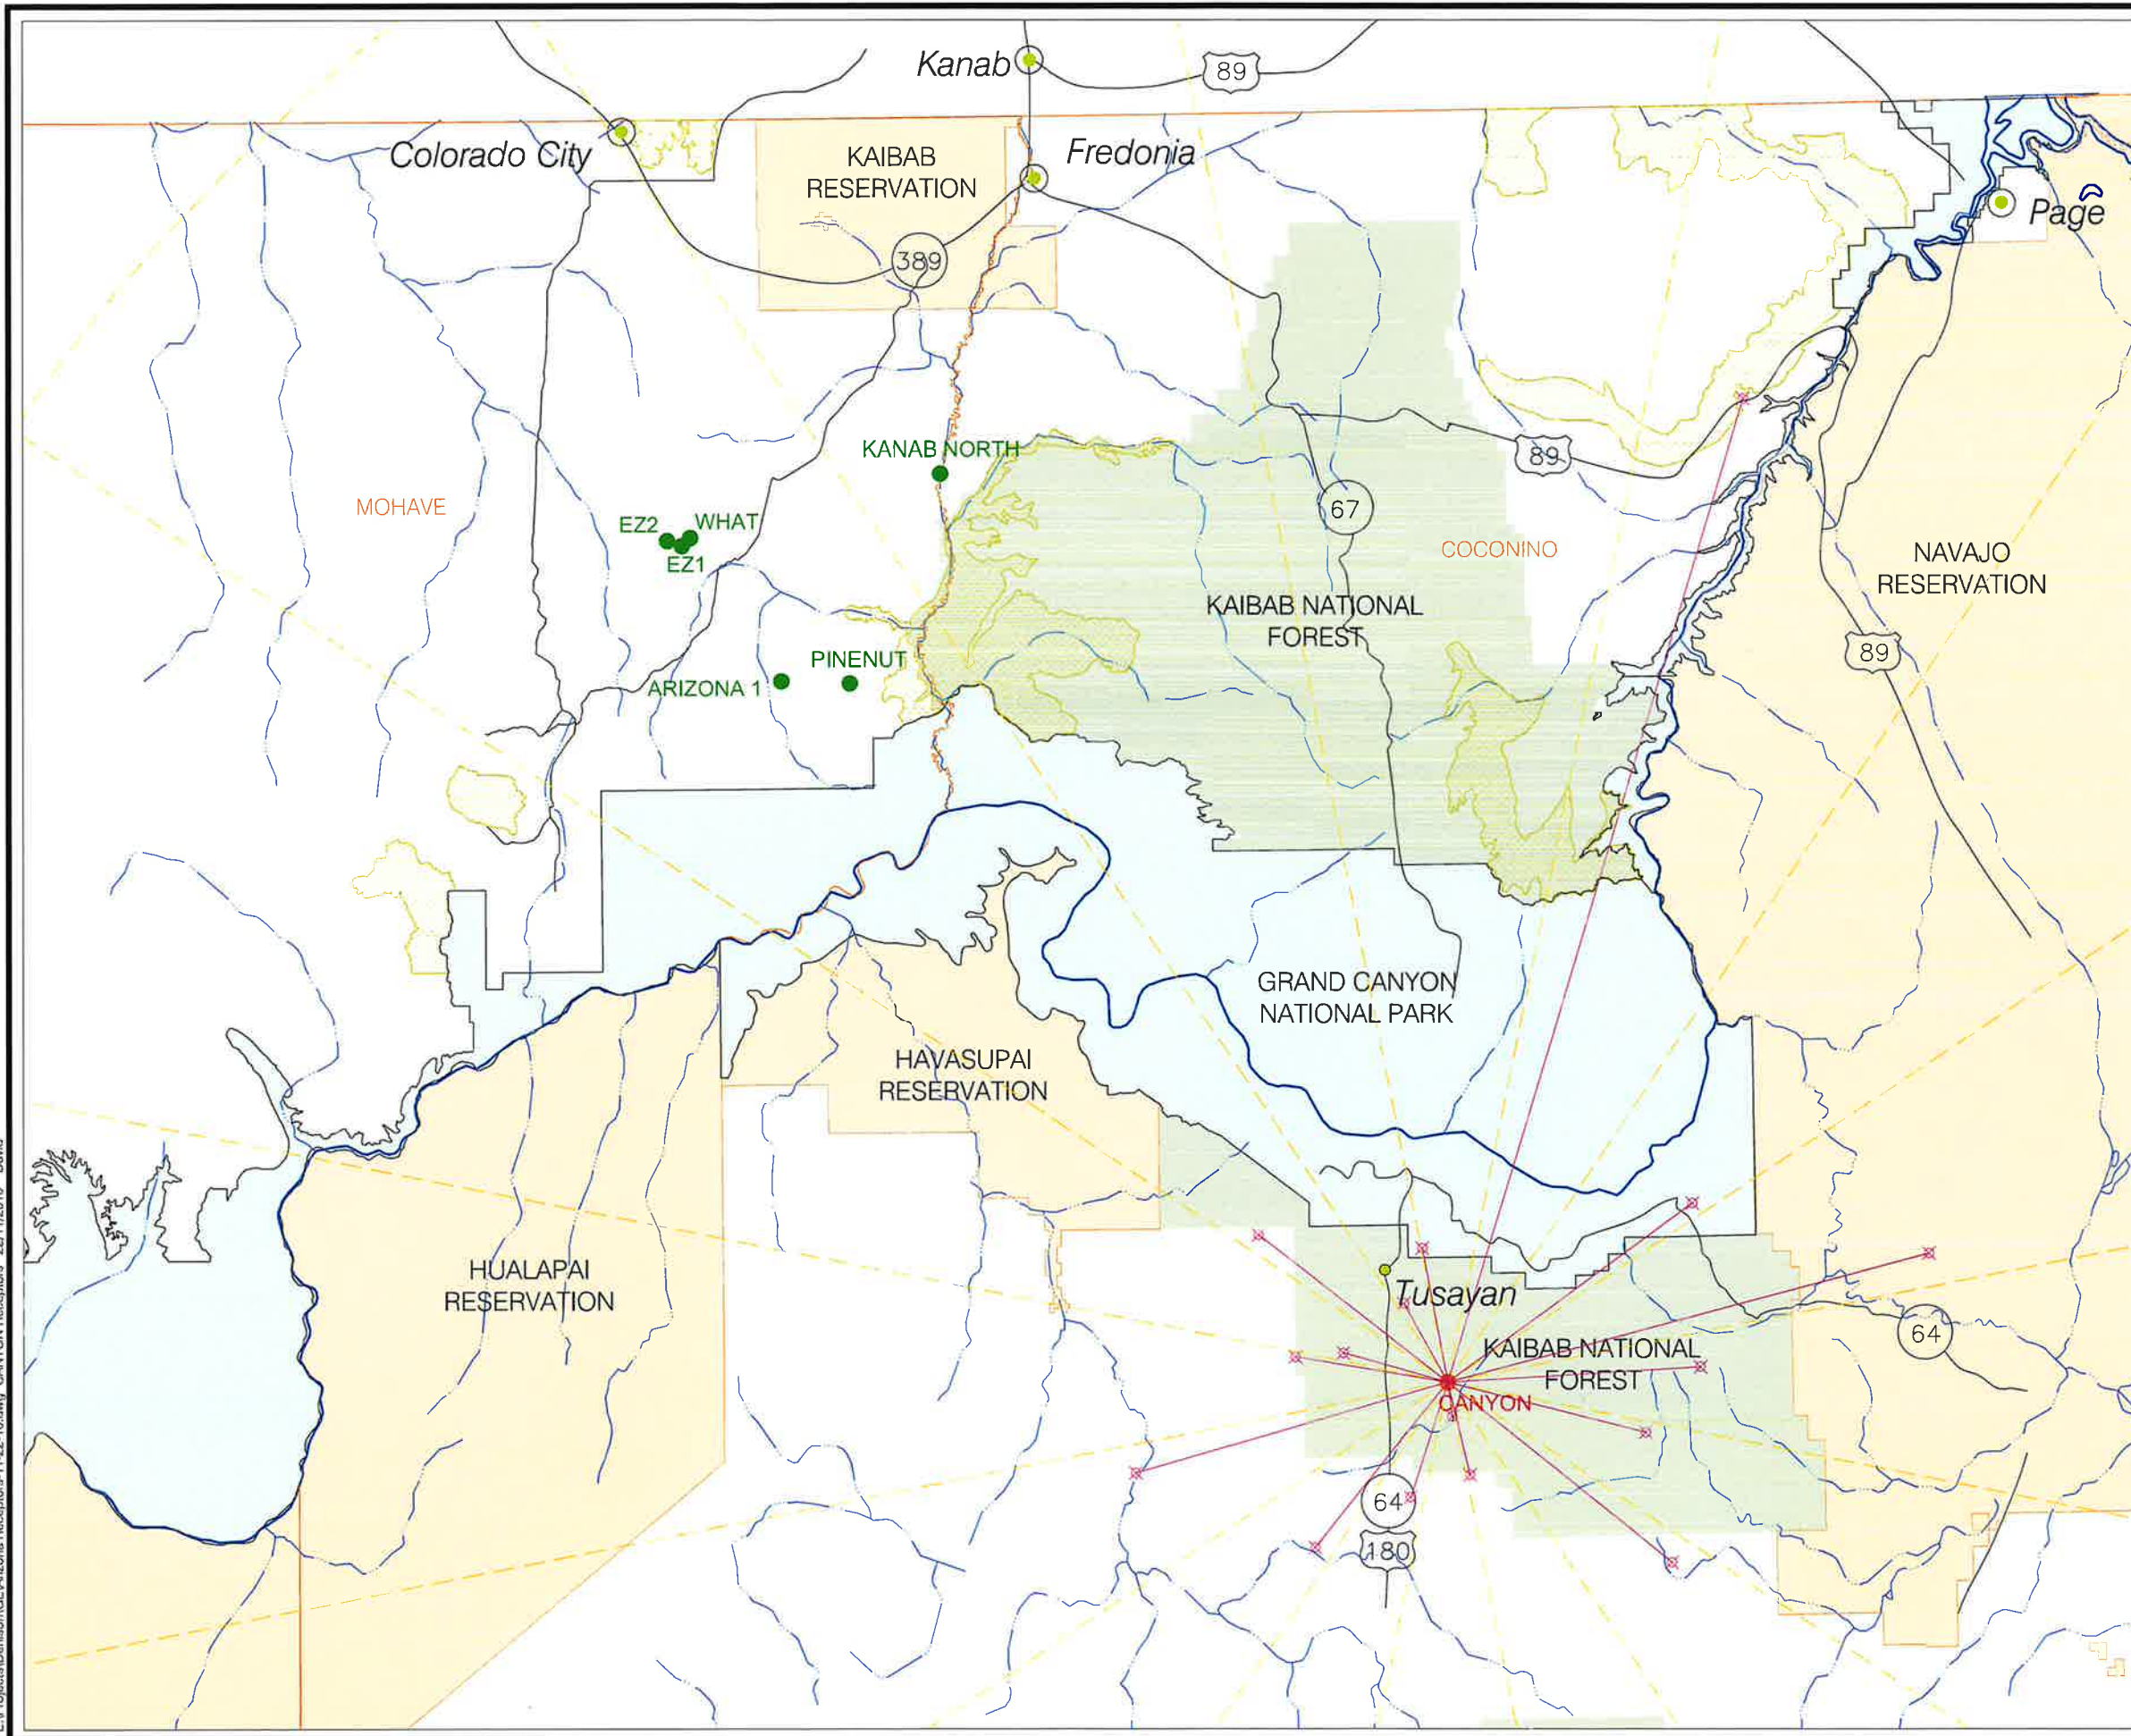 Kanab
89
Colorado City
KAIBAB
RESERVATION
Fredonia
Page
389
KANAB NORTH
89
MOHAVE
67
EZ2
WHAT
EZ1
COCONINO
NAVAJO
RESERVATION
KAIBAB NATIONAL
FOREST
89
PINENUT
ARIZONA 1
GRAND CANYON
NATIONAL PARK
HAVASUPAI
RESERVATION
HUALAPAI
RESERVATION
Tusayan
KAIBAB NATIONAL
FOREST
64
CANYON
64
180